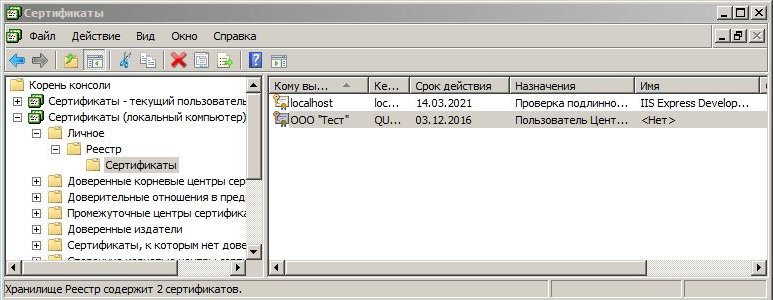 Сертификаты
Файл Действие Вид Окно Справка
Корень консоли
Сертификаты - текущий пользователь
Сертификаты (локальный компьютер)
Личное
Реестр
Сертификаты
Доверенные корневые центры сер
Доверительные отношения в пред
Промежуточные центры сертифика
Доверенные издатели
Сертификаты, к которым нет дове
Кому вы... Ке... Срок действия Назначения Имя
localhost loc... 14.03.2021 Проверка подлинно... IIS Express Develop...
ООО "Тест" QU... 03.12.2016 Пользователь Цент... <Нет>
Хранилище Реестр содержит 2 сертификатов.